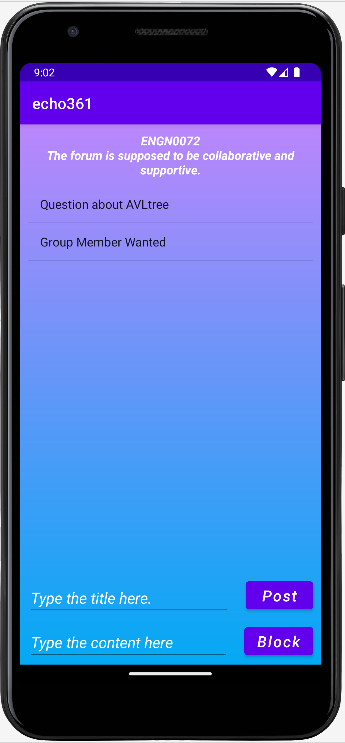 9:02
echo361
ENGN0072
The forum is supposed to be collaborative and
supportive.
Question about AVLtree
Group Member Wanted
Type the title here.
Post
Type the content here
Block